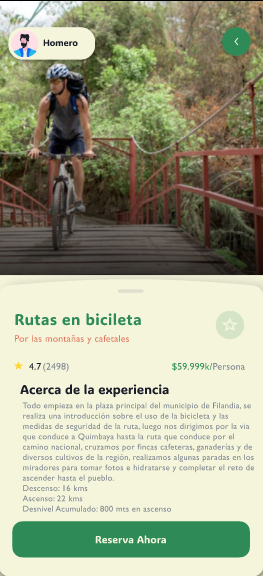 Homero
Rutas en bicileta
Por las montañas y cafetales
4.7 (2498)
$59.999k/Persona
Acerca de la experiencia
Todo empieza en la plaza principal del municipio de Filandia, se
realiza una introducción sobre el uso de la bicicleta y las
medidas de seguridad de la ruta, luego nos dirigimos por la via
que conduce a Quimbaya hasta la ruta que conduce por el
camino nacional, cruzamos por fincas cafeteras, ganaderías y de
diversos cultivos de la región, realizamos algunas paradas en los
miradores para tomar fotos e hidratarse y completar el reto de
ascender hasta el pueblo.
Descenso: 16 kms
Ascenso: 22 kms
Desnivel Acumulado: 800 mts en ascenso
Reserva Ahora